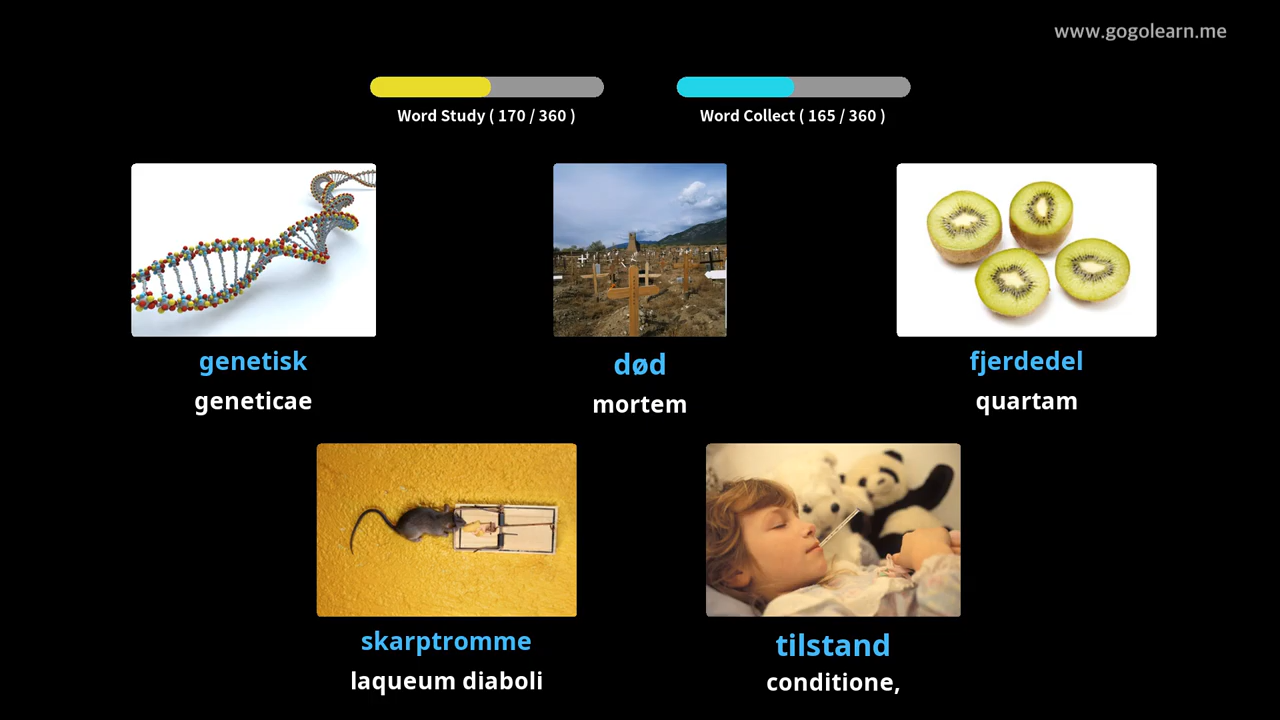 www.gogolearn.me
Word Study ( 170 / 360 )
Word Collect ( 165 / 360 )
genetisk
geneticae
død
mortem
fjerdedel
quartam
skarptromme
laqueum diaboli
tilstand
conditione,